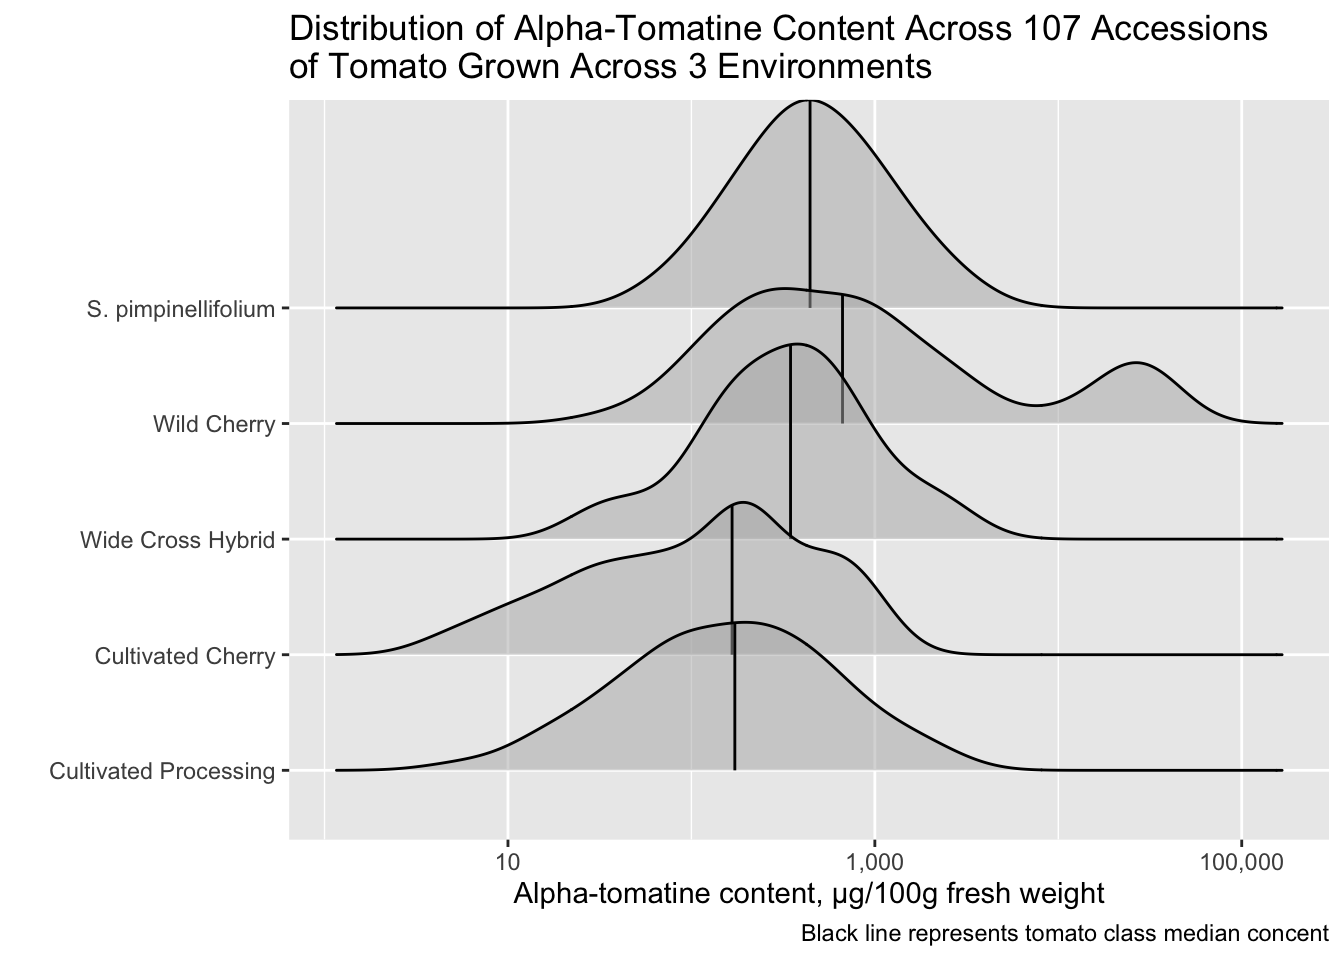 Distribution of Alpha-Tomatine Content Across 107 Accessions
of Tomato Grown Across 3 Environments
S. pimpinellifolium
Wild Cherry
Wide Cross Hybrid
Cultivated Cherry
Cultivated Processing
10
1,000
100,000
Alpha-tomatine content, µg/100g fresh weight
Black line represents tomato class median concent